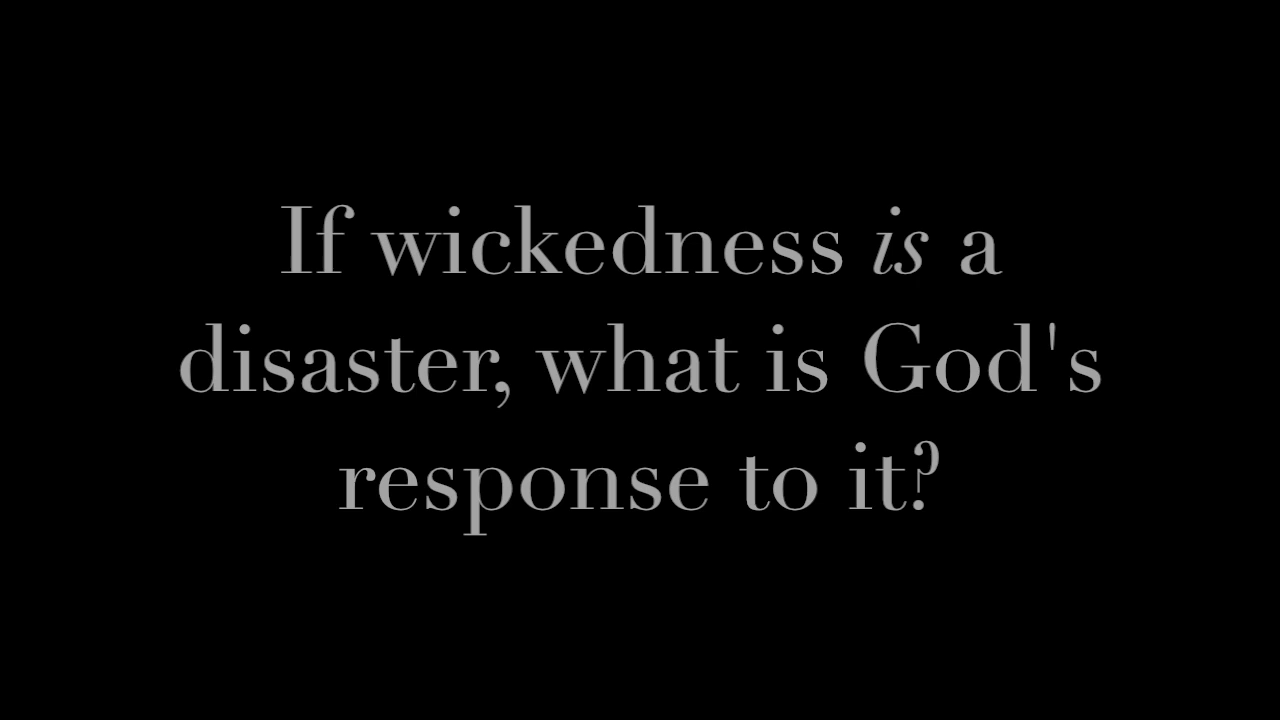 If wickedness is a
disaster, what is God's
response to it?